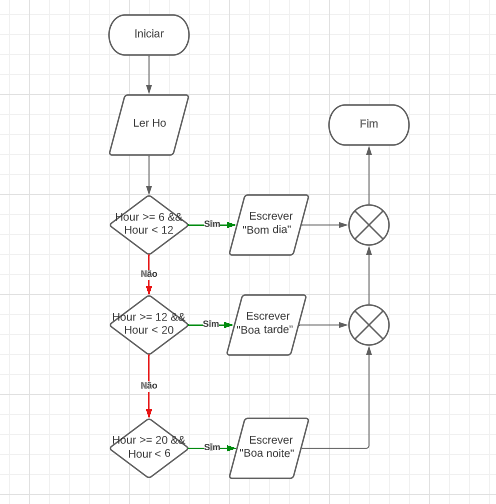 Iniciar
Ler Ho
Fim
Hour >= 6 &&
Hour < 12
Sim
Escrever
"Bom dia"
Não
Hour >= 12 &&
Hour < 20
Sim
Escrever
"Boa tarde"
Não
Hour >= 20 &&
Hour < 6
Sim
Escrever
"Boa noite"